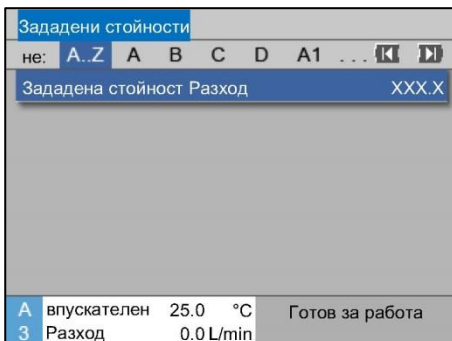 Зададени стойности
не: A..Z A B C D A1 ...
Зададена стойност Разход XXX.X
A впускателен 25.0 °C Готов за работа
3 Разход 0.0 L/min